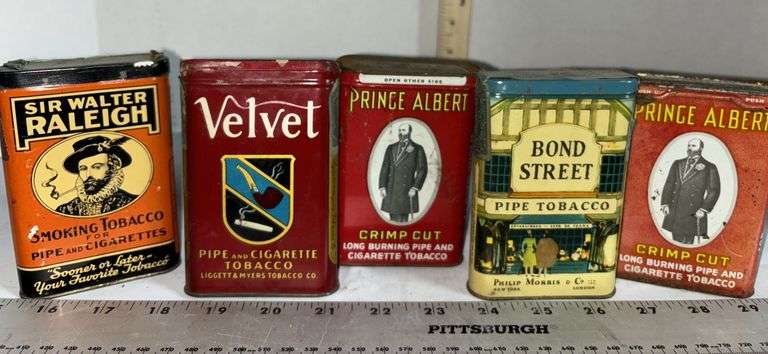 SIR WALTER
RALEIGH
SMOKING TOBACCO
FOR
PIPE AND CIGARETTES
"Sooner or Later
Your Favorite Tobacco"
Velvet
PIPE AND CIGARETTE
TOBACCO
LIGGETT & MYERS TOBACCO CO.
OPEN OTHER SIDE
PRINCE ALBERT
CRIMP CUT
LONG BURNING PIPE AND
CIGARETTE TOBACCO
BOND
STREET
PIPE TOBACCO
PHILIP MORRIS & Co
NEW YORK LONDON
PUSH
PRINCE ALBERT
CRIMP CUT
LONG BURNING PIPE AND
CIGARETTE TOBACCO
16 17 18 19 20 21 22 23 24 25 26 27 28 29
PITTSBURGH